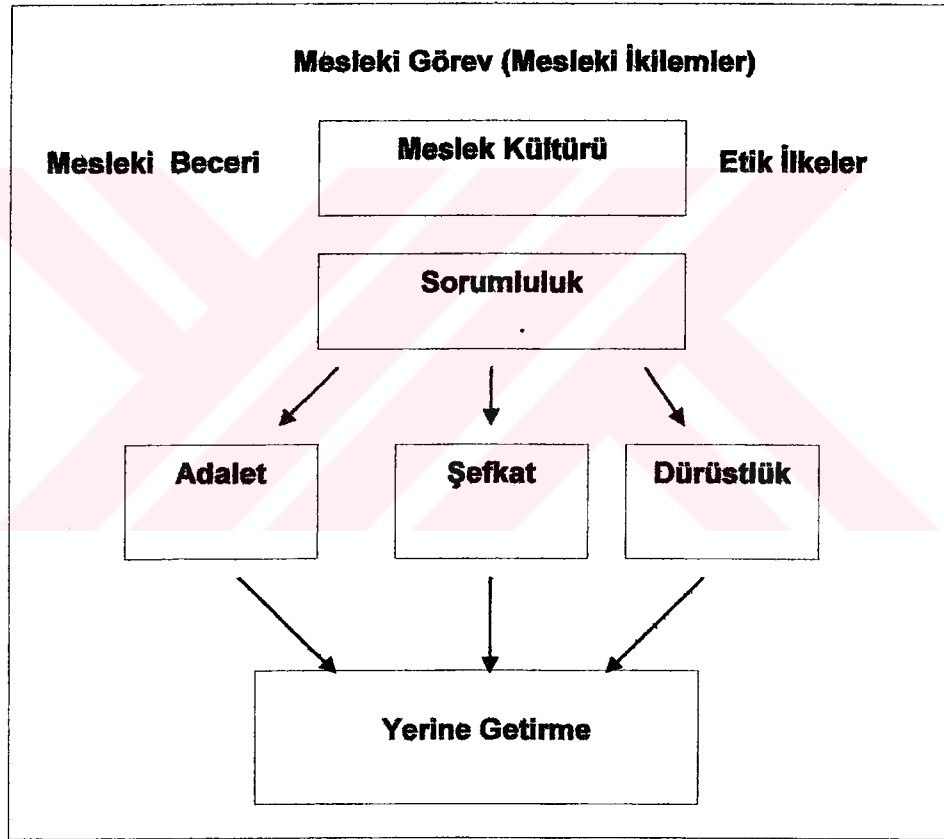 Mesleki Görev (Mesleki İkilemler)
Mesleki Beceri
Meslek Kültürü
Etik İlkeler
Sorumluluk
Adalet
Şefkat
Dürüstlük
Yerine Getirme